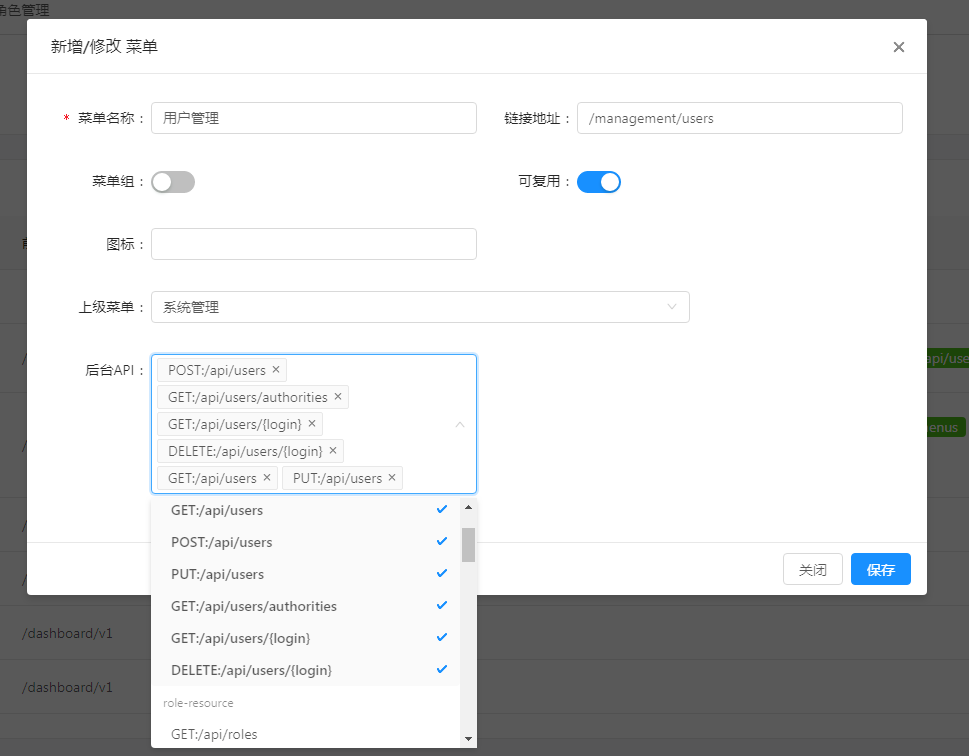 角色管理
新增/修改 菜单
* 菜单名称： 用户管理 链接地址： /management/users
菜单组： 可复用：
图标：
上级菜单： 系统管理
后台API： POST:/api/users
GET:/api/users/authorities
GET:/api/users/{login}
DELETE:/api/users/{login}
GET:/api/users PUT:/api/users
GET:/api/users
POST:/api/users
PUT:/api/users
GET:/api/users/authorities
GET:/api/users/{login}
DELETE:/api/users/{login}
role-resource
GET:/api/roles
关闭 保存
/dashboard/v1
/dashboard/v1